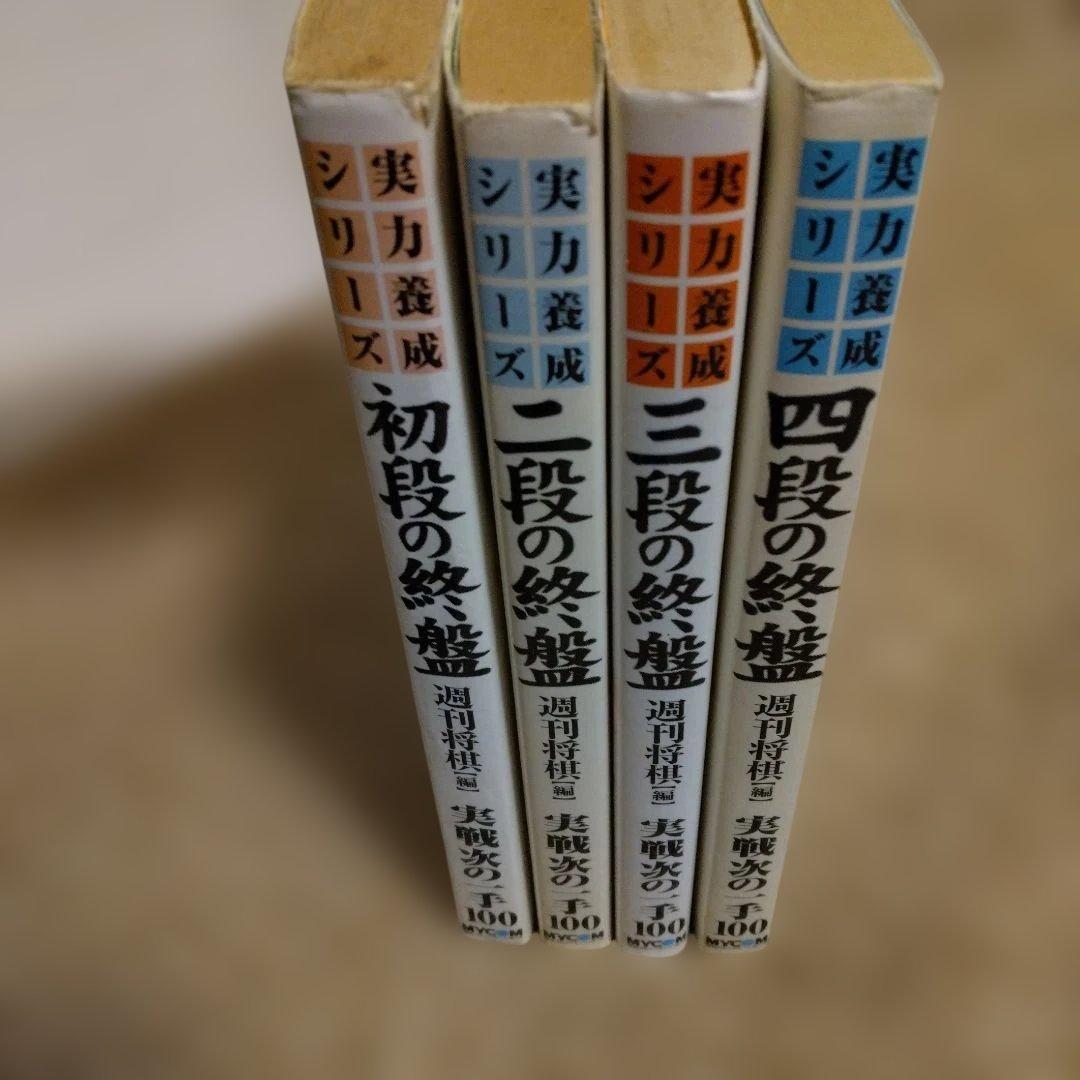 実力養成
シリーズ
初段の終盤
週刊将棋【編】
実戦次の一手100
MYCOM
実力養成
シリーズ
二段の終盤
週刊将棋【編】
実戦次の一手100
MYCOM
実力養成
シリーズ
三段の終盤
週刊将棋【編】
実戦次の一手100
MYCOM
実力養成
シリーズ
四段の終盤
週刊将棋【編】
実戦次の一手100
MYCOM